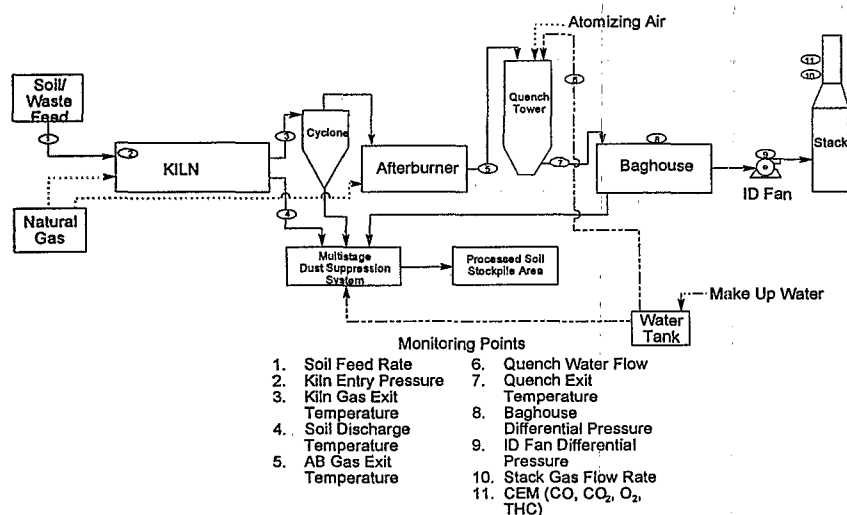 Atomizing Air
Soil/
Waste
Feed
1
2
KILN
Natural
Gas
3
4
Cyclone
Afterburner
5
Quench
Tower
6
7
8
Baghouse
9
ID Fan
11
10
Stack
Multistage
Dust Suppression
System
Processed Soil
Stockpile Area
Water
Tank
Make Up Water
Monitoring Points
1. Soil Feed Rate
2. Kiln Entry Pressure
3. Kiln Gas Exit
Temperature
4. Soil Discharge
Temperature
5. AB Gas Exit
Temperature
6. Quench Water Flow
7. Quench Exit
Temperature
8. Baghouse
Differential Pressure
9. ID Fan Differential
Pressure
10. Stack Gas Flow Rate
11. CEM (CO, CO₂, O₂,
THC)